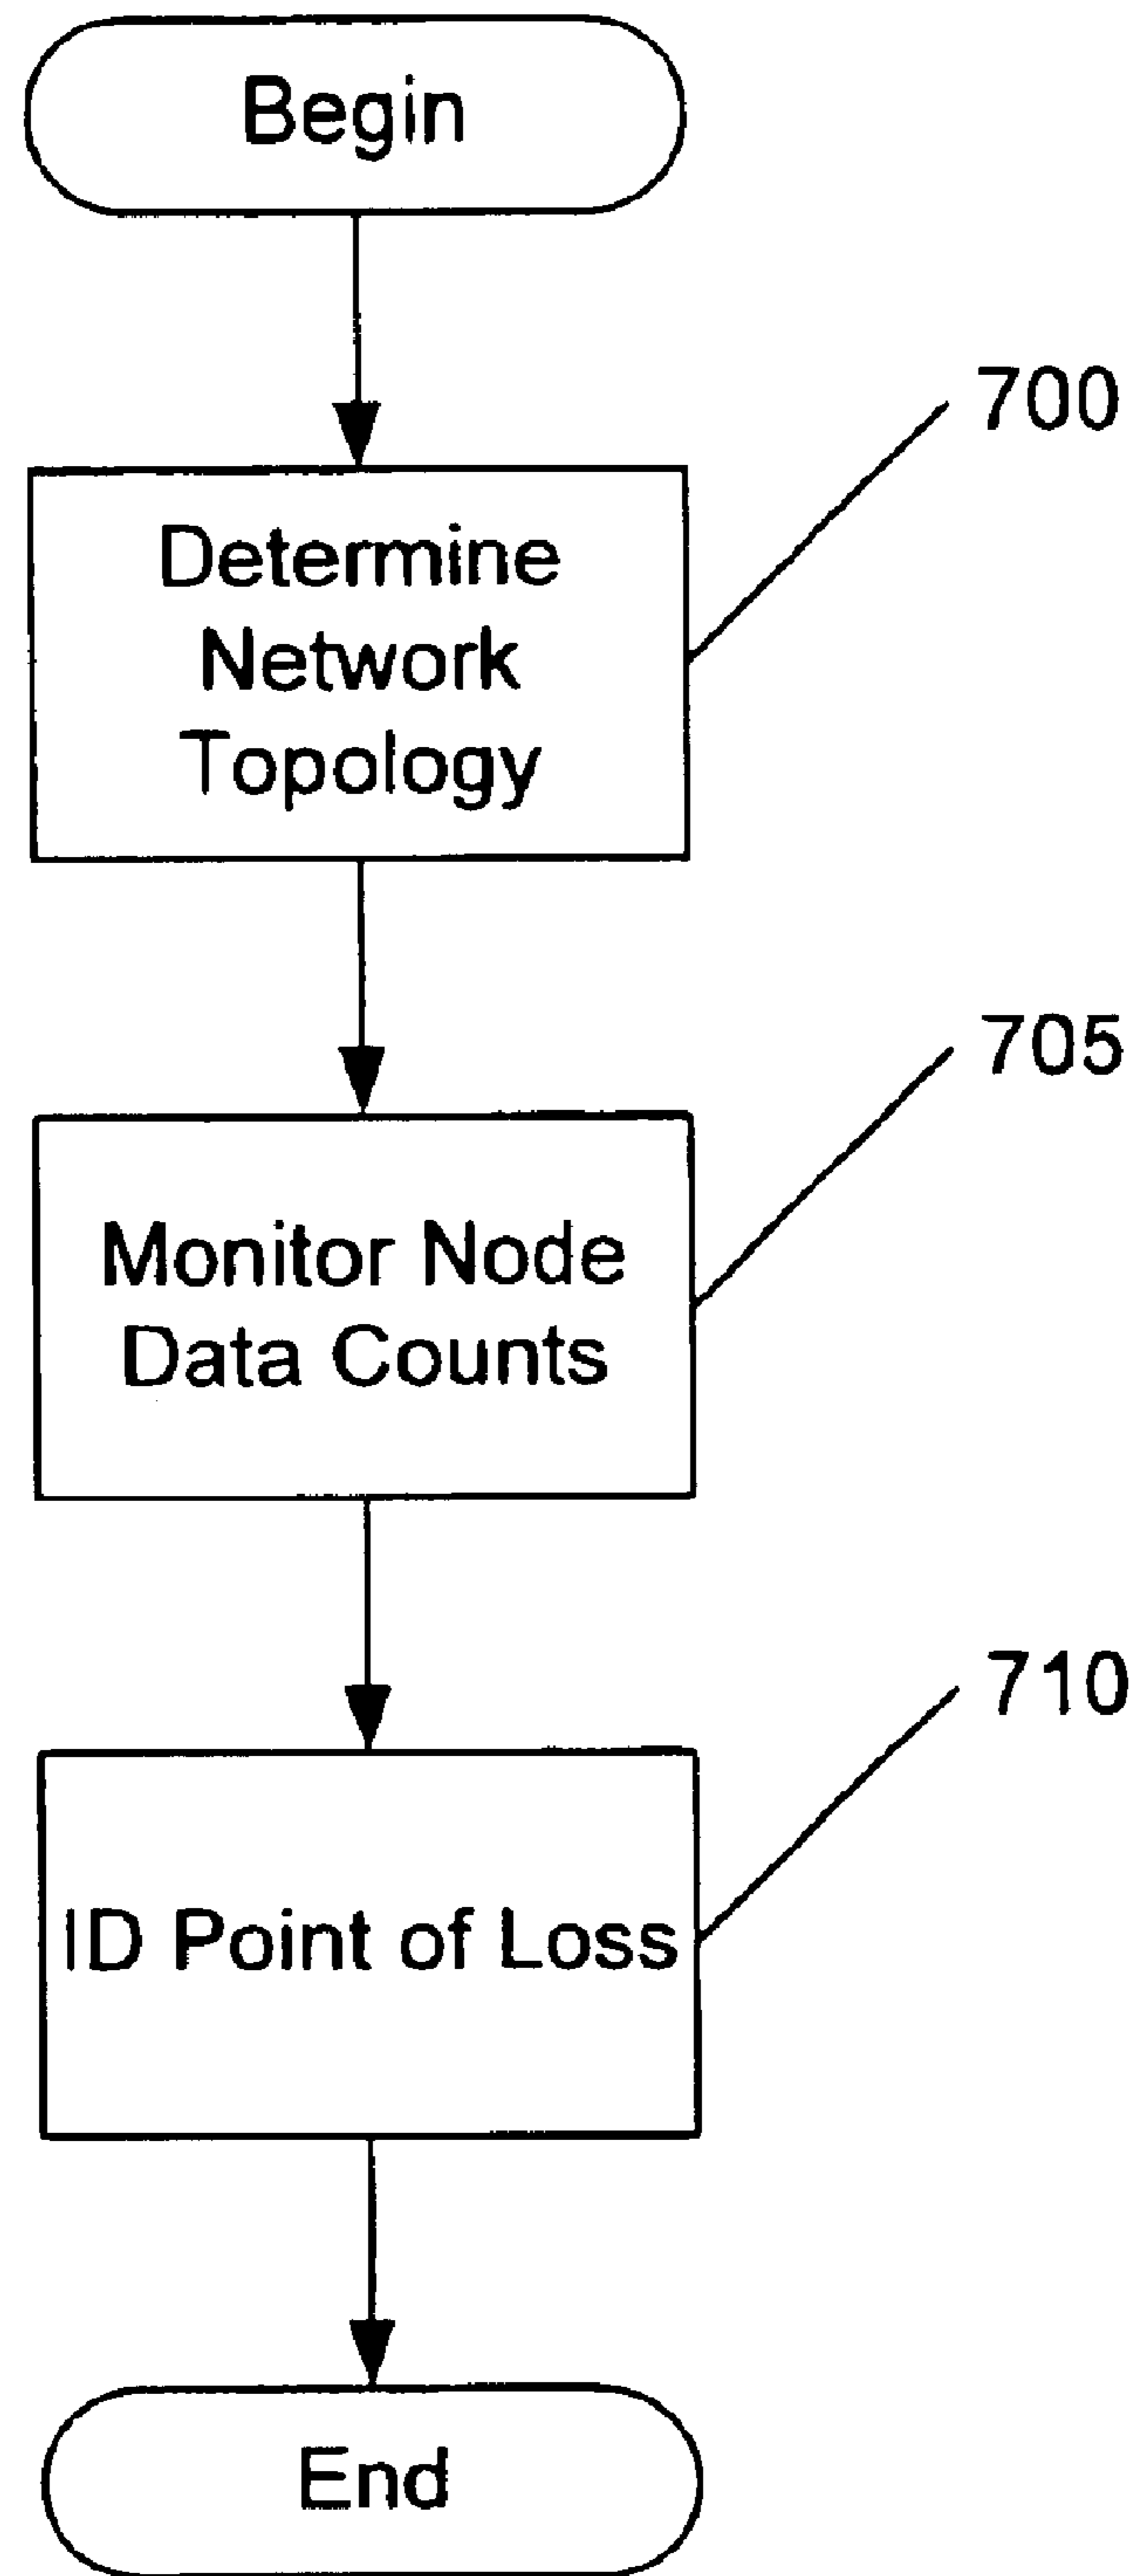 Begin
700
Determine
Network
Topology
705
Monitor Node
Data Counts
710
ID Point of Loss
End